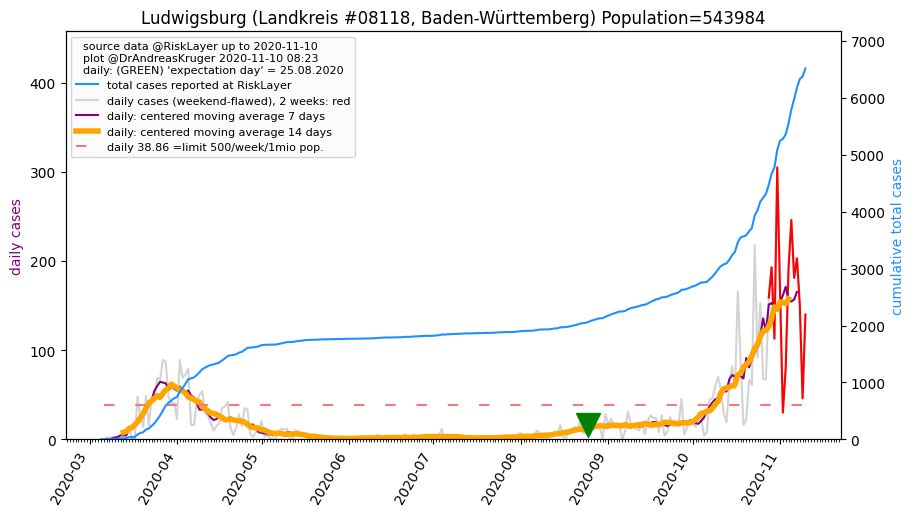 Ludwigsburg (Landkreis #08118, Baden-Württemberg) Population=543984
source data @RiskLayer up to 2020-11-10
plot @DrAndreasKruger 2020-11-10 08:23
daily: (GREEN) 'expectation day' = 25.08.2020
total cases reported at RiskLayer
daily cases (weekend-flawed), 2 weeks: red
daily: centered moving average 7 days
daily: centered moving average 14 days
daily 38.86 =limit 500/week/1mio pop.
daily cases
400
300
200
100
0
cumulative total cases
7000
6000
5000
4000
3000
2000
1000
0
2020-03
2020-04
2020-05
2020-06
2020-07
2020-08
2020-09
2020-10
2020-11